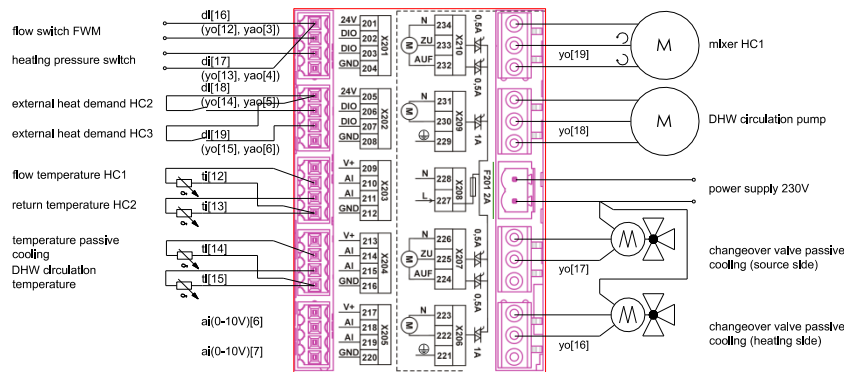 dl[16]
flow switch FWM
(yo[12], yao[3])
heating pressure switch
di[17]
(yo[13], yao[4])
dl[18]
external heat demand HC2
(yo[14], yao[5])
external heat demand HC3
dl[19]
(yo[15], yao[6])
flow temperature HC1
ti[12]
return temperature HC2
ti[13]
temperature passive
cooling
tl[14]
DHW circulation
temperature
tl[15]
ai(0-10V)[6]
ai(0-10V)[7]
24V 201
DIO 202
DIO 203
GND 204
X201
24V 205
DIO 206
DIO 207
GND 208
X202
V+ 209
AI 210
AI 211
GND 212
X203
V+ 213
AI 214
AI 215
AI 216
X204
V+ 217
AI 218
AI 219
GND 220
X205
N 234
M ZU 233
AUF 232
X210
0,5A
0,5A
N 231
M 230
229
X209
1A
N 228
L 227
X208
F201 2A
N 226
M ZU 225
AUF 224
X207
0,5A
0,5A
N 223
M 222
221
X206
1A
yo[19]
M
mixer HC1
yo[18]
M
DHW circulation pump
power supply 230V
M
yo[17]
changeover valve passive
cooling (source side)
M
yo[16]
changeover valve passive
cooling (heating side)